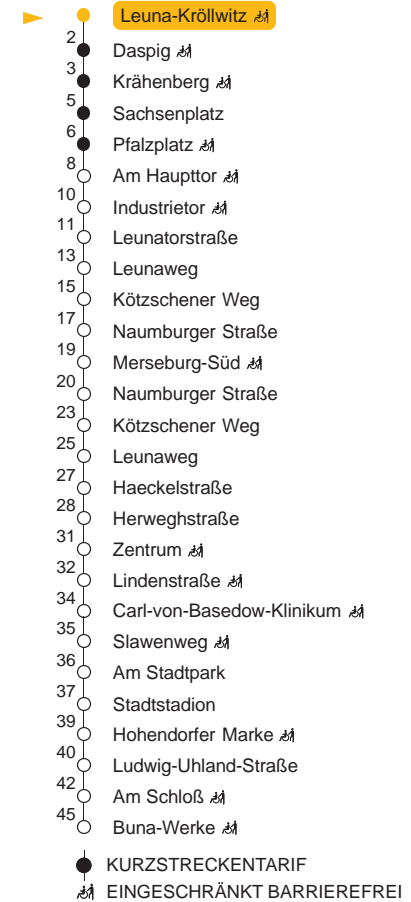 Leuna-Kröllwitz
2
Daspig
3
Krähenberg
5
Sachsenplatz
6
Pfalzplatz
8
Am Haupttor
10
Industrietor
11
Leunatorstraße
13
Leunaweg
15
Kötzschener Weg
17
Naumburger Straße
19
Merseburg-Süd
20
Naumburger Straße
23
Kötzschener Weg
25
Leunaweg
27
Haeckelstraße
28
Herweghstraße
31
Zentrum
32
Lindenstraße
34
Carl-von-Basedow-Klinikum
35
Slawenweg
36
Am Stadtpark
37
Stadtstadion
39
Hohendorfer Marke
40
Ludwig-Uhland-Straße
42
Am Schloß
45
Buna-Werke
KURZSTRECKENTARIF
EINGESCHRÄNKT BARRIEREFREI